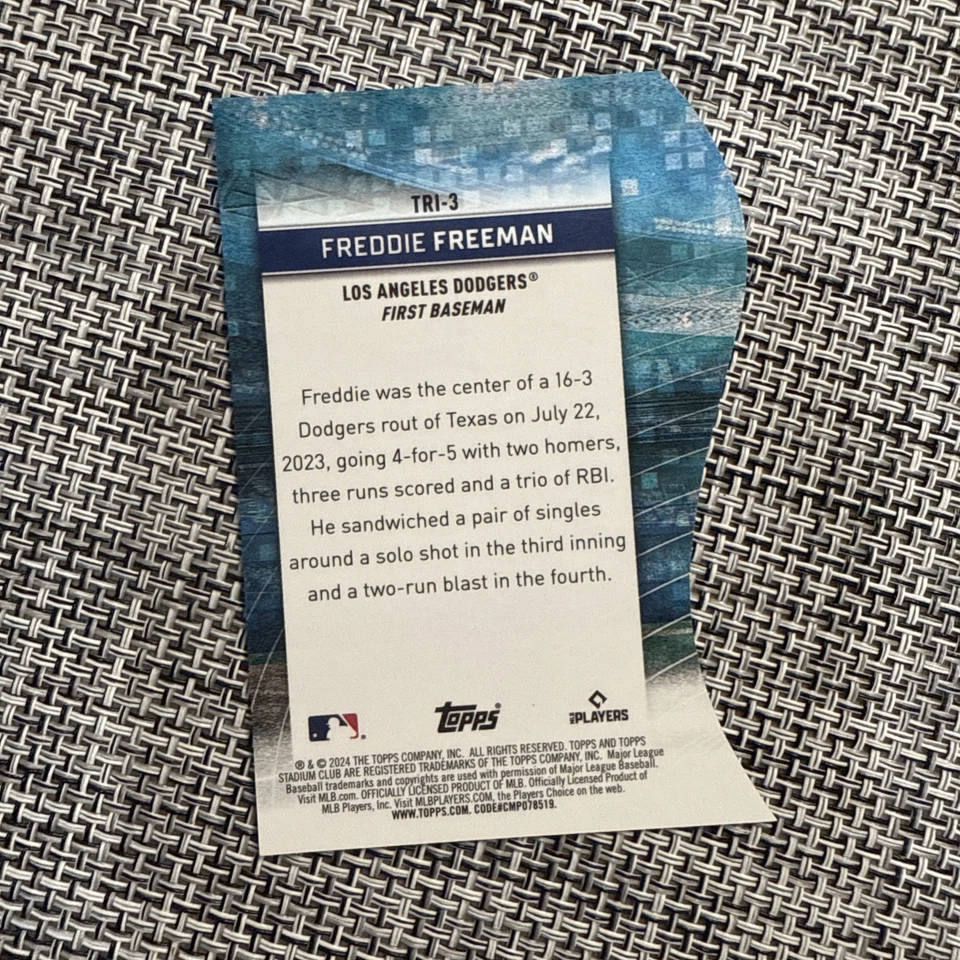 TRI-3
FREDDIE FREEMAN
LOS ANGELES DODGERS®
FIRST BASEMAN
Freddie was the center of a 16-3
Dodgers rout of Texas on July 22,
2023, going 4-for-5 with two homers,
three runs scored and a trio of RBI.
He sandwiched a pair of singles
around a solo shot in the third inning
and a two-run blast in the fourth.
topps®
PLAYERS
® & © 2024 THE TOPPS COMPANY, INC. ALL RIGHTS RESERVED. TOPPS AND TOPPS
STADIUM CLUB ARE REGISTERED TRADEMARKS OF THE TOPPS COMPANY, INC. Major League
Baseball trademarks and copyrights are used with permission of Major League Baseball.
Visit MLB.com. OFFICIALLY LICENSED PRODUCT OF MLB. Officially Licensed Product of
MLB Players, Inc. Visit MLBPLAYERS.COM, the Players Choice on the web.
WWW.TOPPS.COM. CODE#CMP078519.